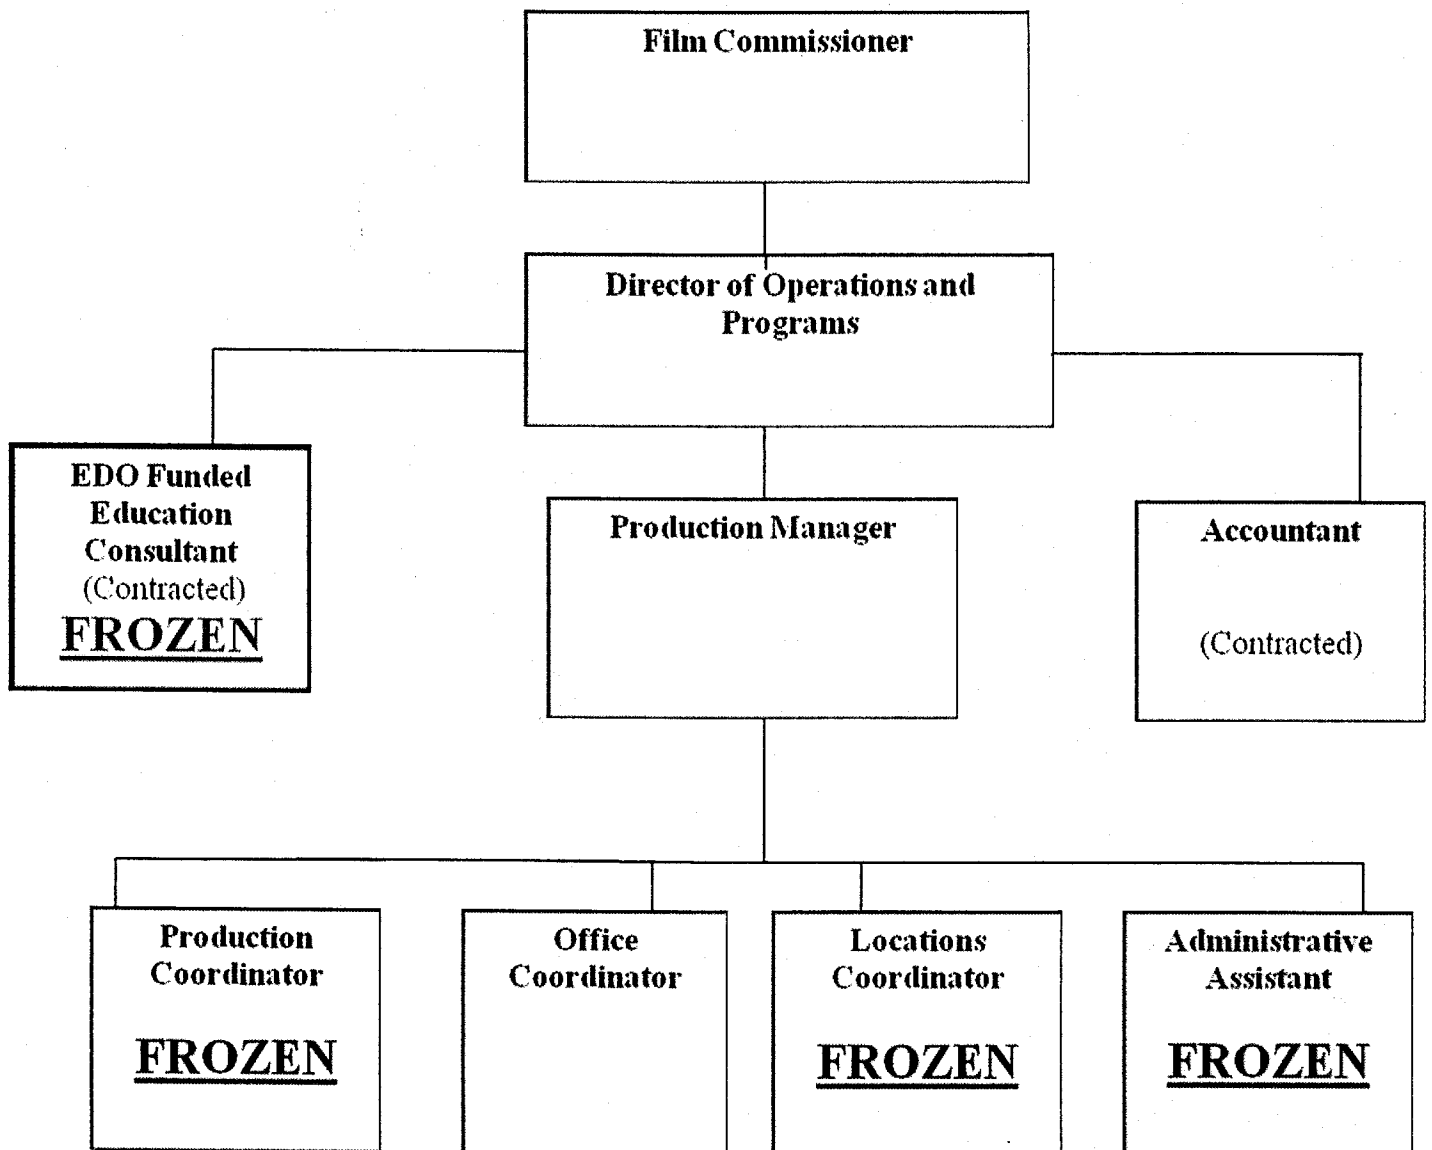 Film Commissioner
Director of Operations and
Programs
EDO Funded
Education
Consultant
(Contracted)
FROZEN
Production Manager
Accountant
(Contracted)
Production
Coordinator
FROZEN
Office
Coordinator
Locations
Coordinator
FROZEN
Administrative
Assistant
FROZEN